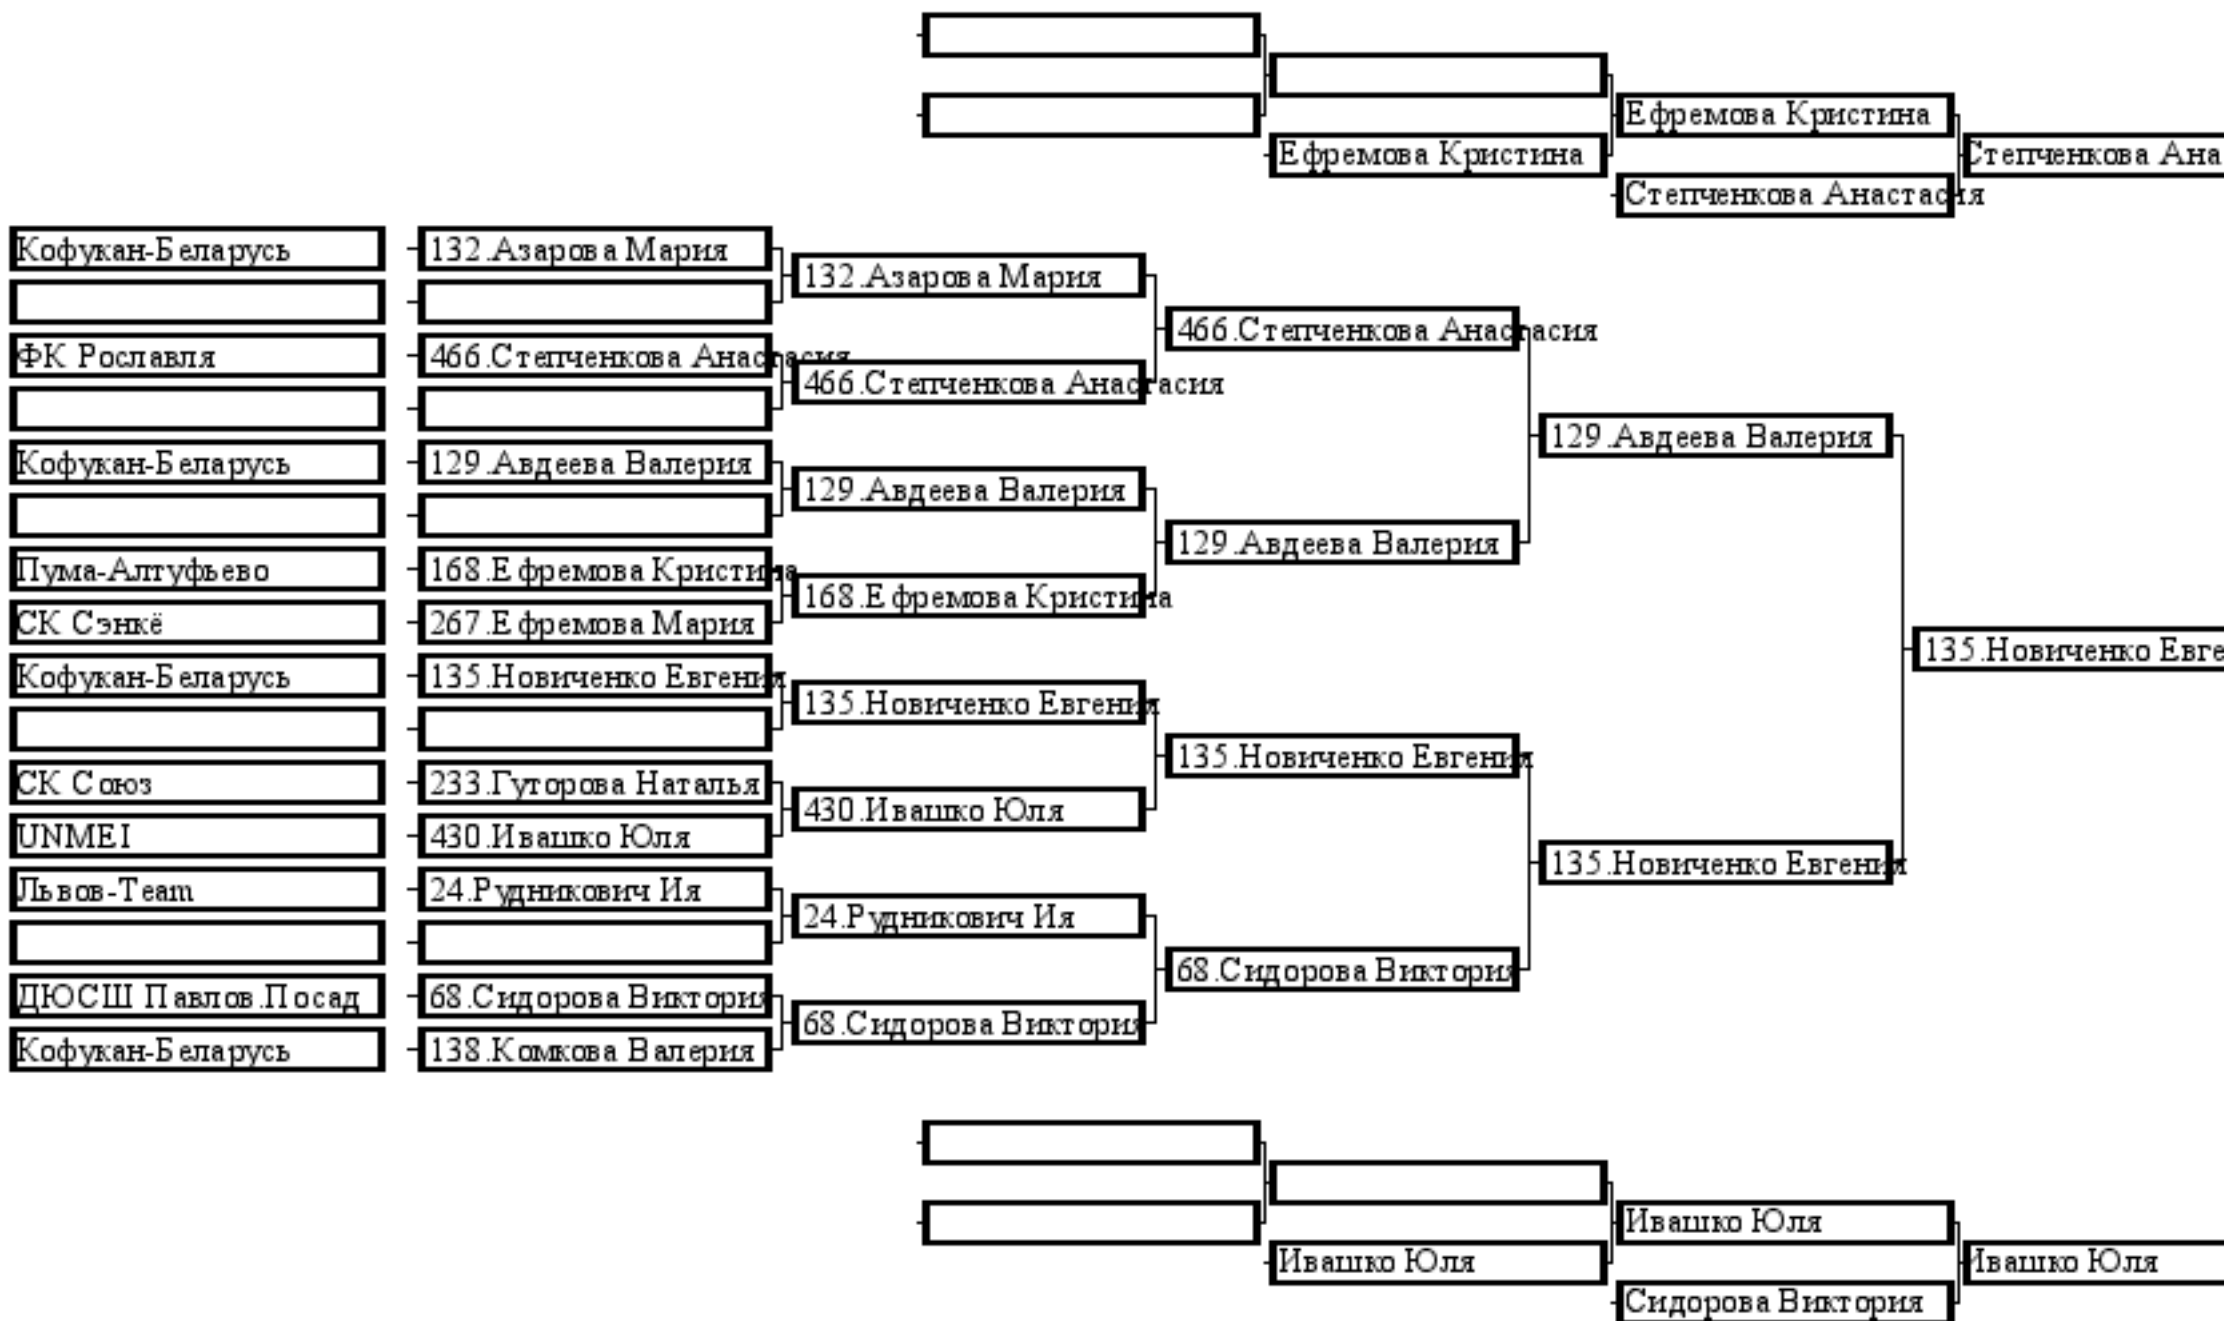 Ефремова Кристина
Ефремова Кристина
Степченкова Ана
Степченкова Анастасия
Кофукан-Беларусь
132.Азарова Мария
132.Азарова Мария
466.Степченкова Анастасия
ФК Рославля
466.Степченкова Анастасия
466.Степченкова Анастасия
129.Авдеева Валерия
Кофукан-Беларусь
129.Авдеева Валерия
129.Авдеева Валерия
129.Авдеева Валерия
Пума-Алтуфьево
168.Ефремова Кристина
168.Ефремова Кристина
СК Сэнкё
267.Ефремова Мария
135.Новиченко Евге
Кофукан-Беларусь
135.Новиченко Евгения
135.Новиченко Евгения
135.Новиченко Евгения
СК Союз
233.Гуторова Наталья
430.Ивашко Юля
UNMEI
430.Ивашко Юля
135.Новиченко Евгения
Львов-Team
24.Рудникович Ия
24.Рудникович Ия
68.Сидорова Виктория
ДЮСШ Павлов.Посад
68.Сидорова Виктория
68.Сидорова Виктория
Кофукан-Беларусь
138.Комкова Валерия
Ивашко Юля
Ивашко Юля
Ивашко Юля
Сидорова Виктория